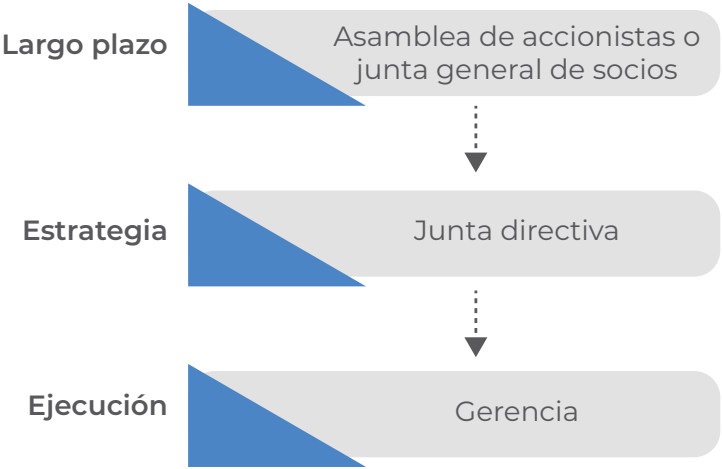 Largo plazo
Asamblea de accionistas o
junta general de socios
Estrategia
Junta directiva
Ejecución
Gerencia